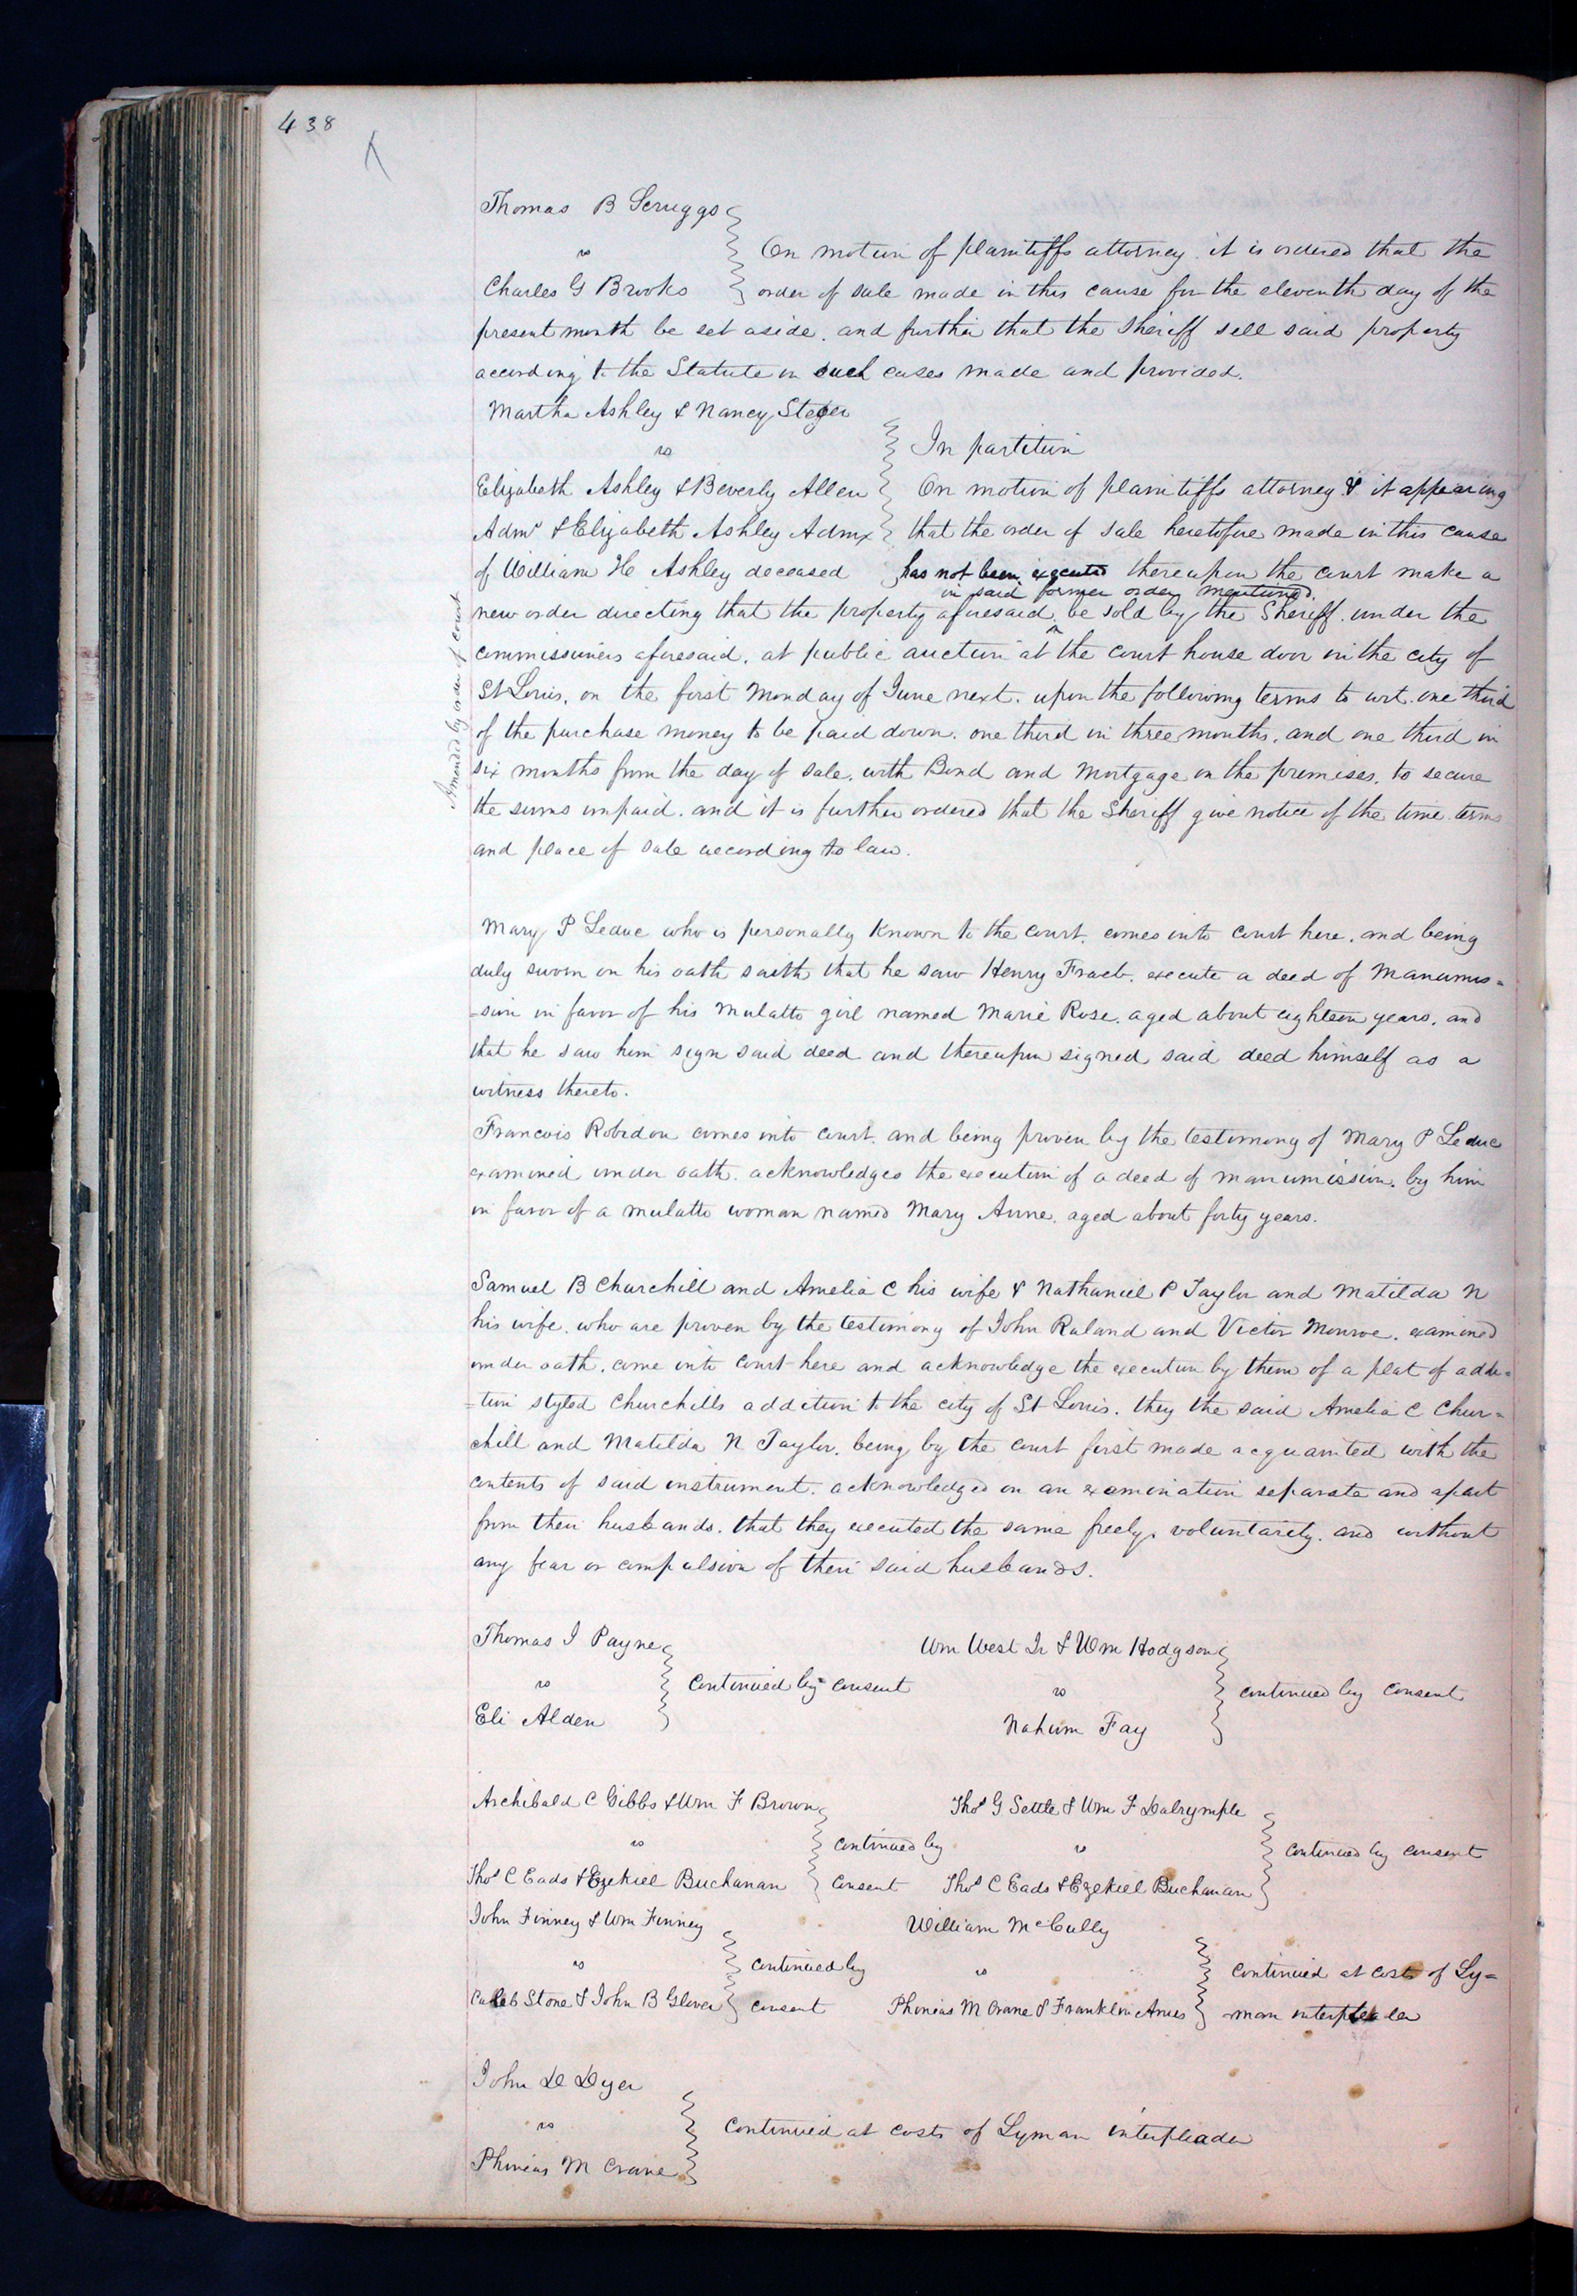 438
Thomas B Scruggs
vs
On motion of plaintiffs attorney it is ordered that the
Charles G Brooks order of sale made in this cause for the eleventh day of the
present month be set aside. and further that the Sheriff sell said property
according to the Statute in such cases made and provided.
Martha Ashley & Nancy Steger
vs
In partition
Elizabeth Ashley & Beverly Allen On motion of plaintiffs attorney & it appearing
Admr & Elizabeth Ashley Admx that the order of sale heretofore made in this cause
of William H Ashley deceased has not been executed thereupon the court make a
in said former order mentioned.
new order directing that the property aforesaid ^ be sold by the Sheriff under the
commissioners aforesaid, at public auction at the court house door in the city of
St Louis, on the first Monday of June next. upon the following terms to wit. one third
of the purchase money to be paid down. one third in three months, and one third in
six months from the day of sale. with Bond and Mortgage on the premises, to secure
the sums unpaid. and it is further ordered that the Sheriff give notice of the time terms
and place of sale according to law.
Amended by order of court
Mary P Leduc who is personally known to the court. comes into court here. and being
duly sworn on his oath saith that he saw Henry Fraeb. execute a deed of Manumis=
=sion in favor of his Mulatto girl named Marie Rose. aged about eighteen years. and
that he saw him sign said deed and thereupon signed said deed himself as a
witness thereto.
Francois Robidou comes into court. and being proven by the testimony of Mary P Leduc
examined under oath. acknowledges the execution of a deed of manumission. by him
in favor of a mulatto woman named Mary Anne. aged about forty years.
Samuel B Churchill and Amelia C his wife & Nathaniel P Taylor and Matilda N
his wife. who are proven by the testimony of John Ruland and Victor Monroe. examined
under oath. come into court here and acknowledge the execution by them of a plat of addi=
=tion styled Churchills addition to the city of St Louis. they the said Amelia C Chur=
chill and Matilda N Taylor. being by the court first made acquainted with the
contents of said instrument. acknowledged on an examination separate and apart
from their husbands. that they executed the same freely. voluntarily. and without
any fear or compulsion of their said husbands.
Thomas J Payne
vs
continued by consent
Eli Alden
Wm West Jr & Wm Hodgson
vs
continued by consent
Nahum Fay
Archibald C Gibbs & Wm F Brown
vs
continued by
Thos C Eads & Ezekiel Buchanan consent
Thos G Settle & Wm F Dalrymple
vs
continued by consent
Thos C Eads & Ezekiel Buchanan
John Finney & Wm Finney
vs
continued by
Caleb Stone & John B Glover consent
William McCully
vs
continued at costs of Ly=
Phineas M Crane & Franklin Ames =man interpleader
John D Dyer
vs
continued at costs of Lyman interpleader
Phineas M Crane